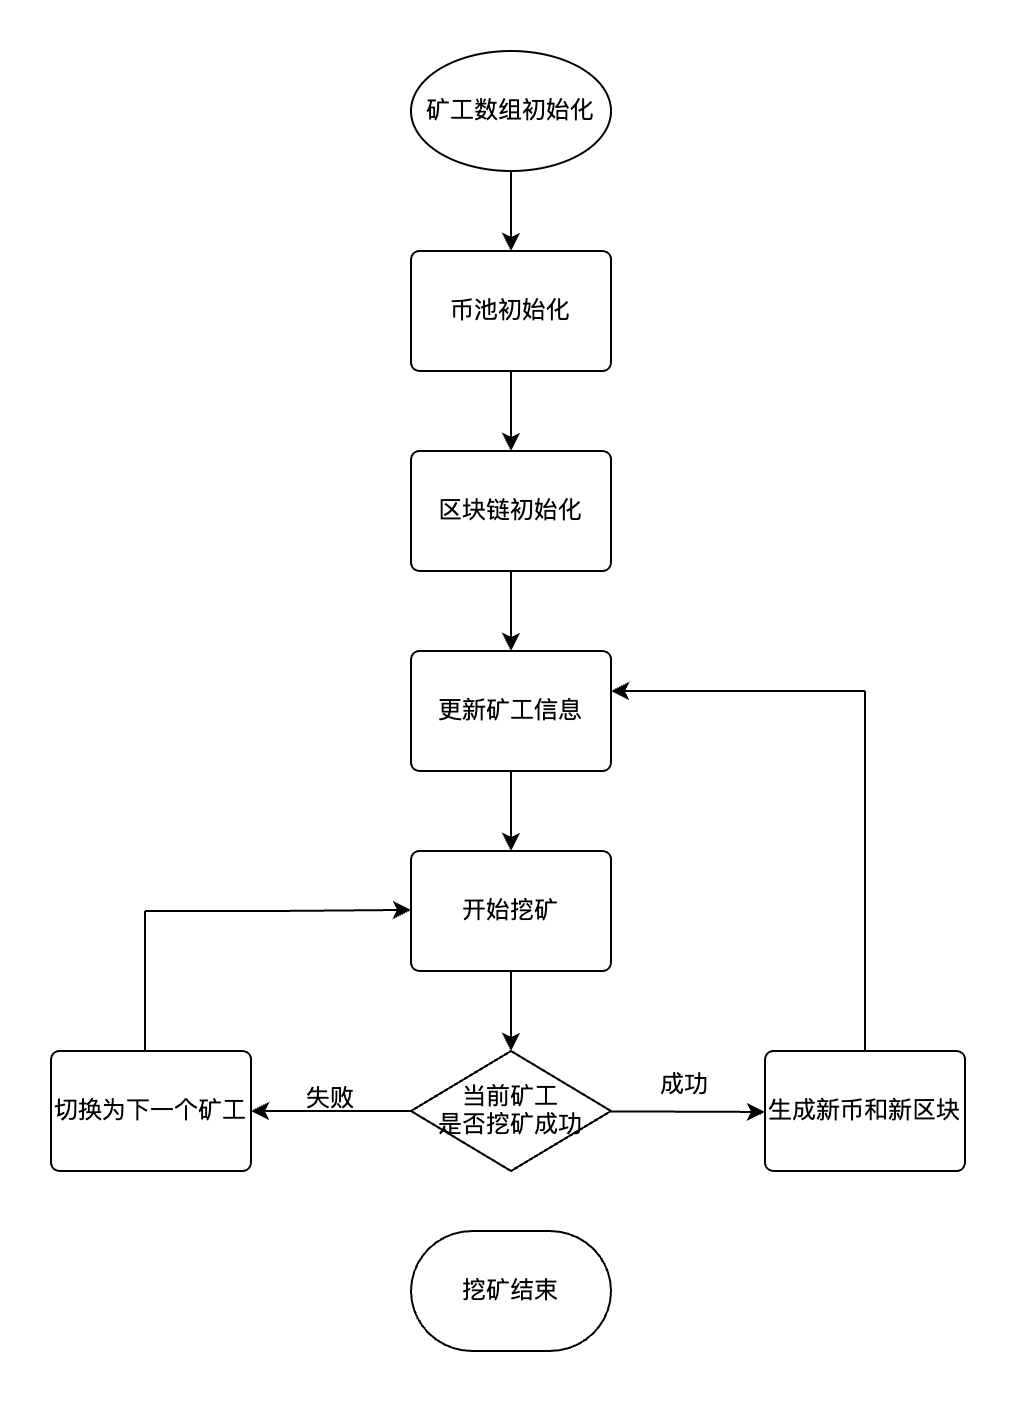 矿工数组初始化
币池初始化
区块链初始化
更新矿工信息
开始挖矿
当前矿工
是否挖矿成功
失败
成功
切换为下一个矿工
生成新币和新区块
挖矿结束